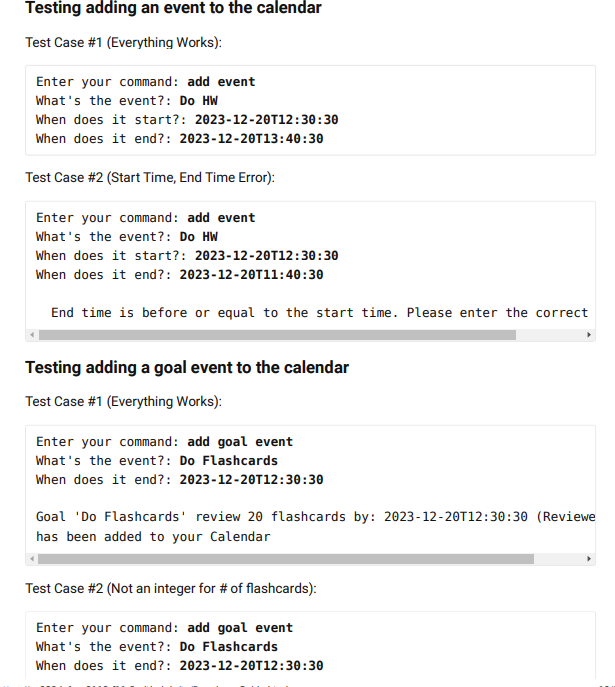 Testing adding an event to the calendar
Test Case #1 (Everything Works):
Enter your command: add event
What's the event?: Do HW
When does it start?: 2023-12-20T12:30:30
When does it end?: 2023-12-20T13:40:30
Test Case #2 (Start Time, End Time Error):
Enter your command: add event
What's the event?: Do HW
When does it start?: 2023-12-20T12:30:30
When does it end?: 2023-12-20T11:40:30
End time is before or equal to the start time. Please enter the correct
Testing adding a goal event to the calendar
Test Case #1 (Everything Works):
Enter your command: add goal event
What's the event?: Do Flashcards
When does it end?: 2023-12-20T12:30:30
Goal 'Do Flashcards' review 20 flashcards by: 2023-12-20T12:30:30 (Reviewe
has been added to your Calendar
Test Case #2 (Not an integer for # of flashcards):
Enter your command: add goal event
What's the event?: Do Flashcards
When does it end?: 2023-12-20T12:30:30